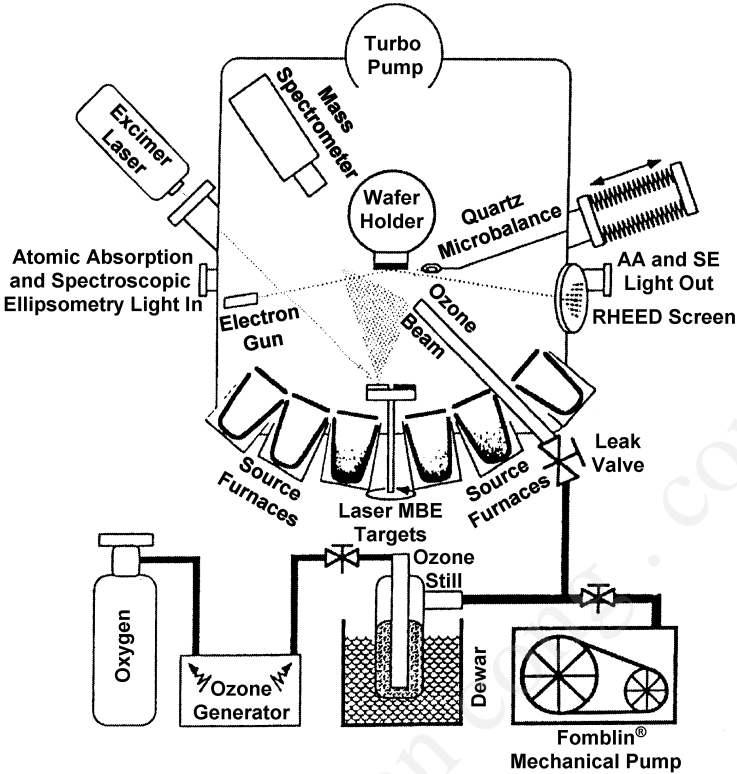 Turbo
Pump
Excimer
Laser
Mass
Spectrometer
Wafer
Holder
Quartz
Microbalance
Atomic Absorption
and Spectroscopic
Ellipsometry Light In
AA and SE
Light Out
RHEED Screen
Electron
Gun
Ozone
Beam
Source
Furnaces
Laser MBE
Targets
Source
Furnaces
Leak
Valve
Oxygen
Ozone
Generator
Ozone
Still
Dewar
Fomblin®
Mechanical Pump